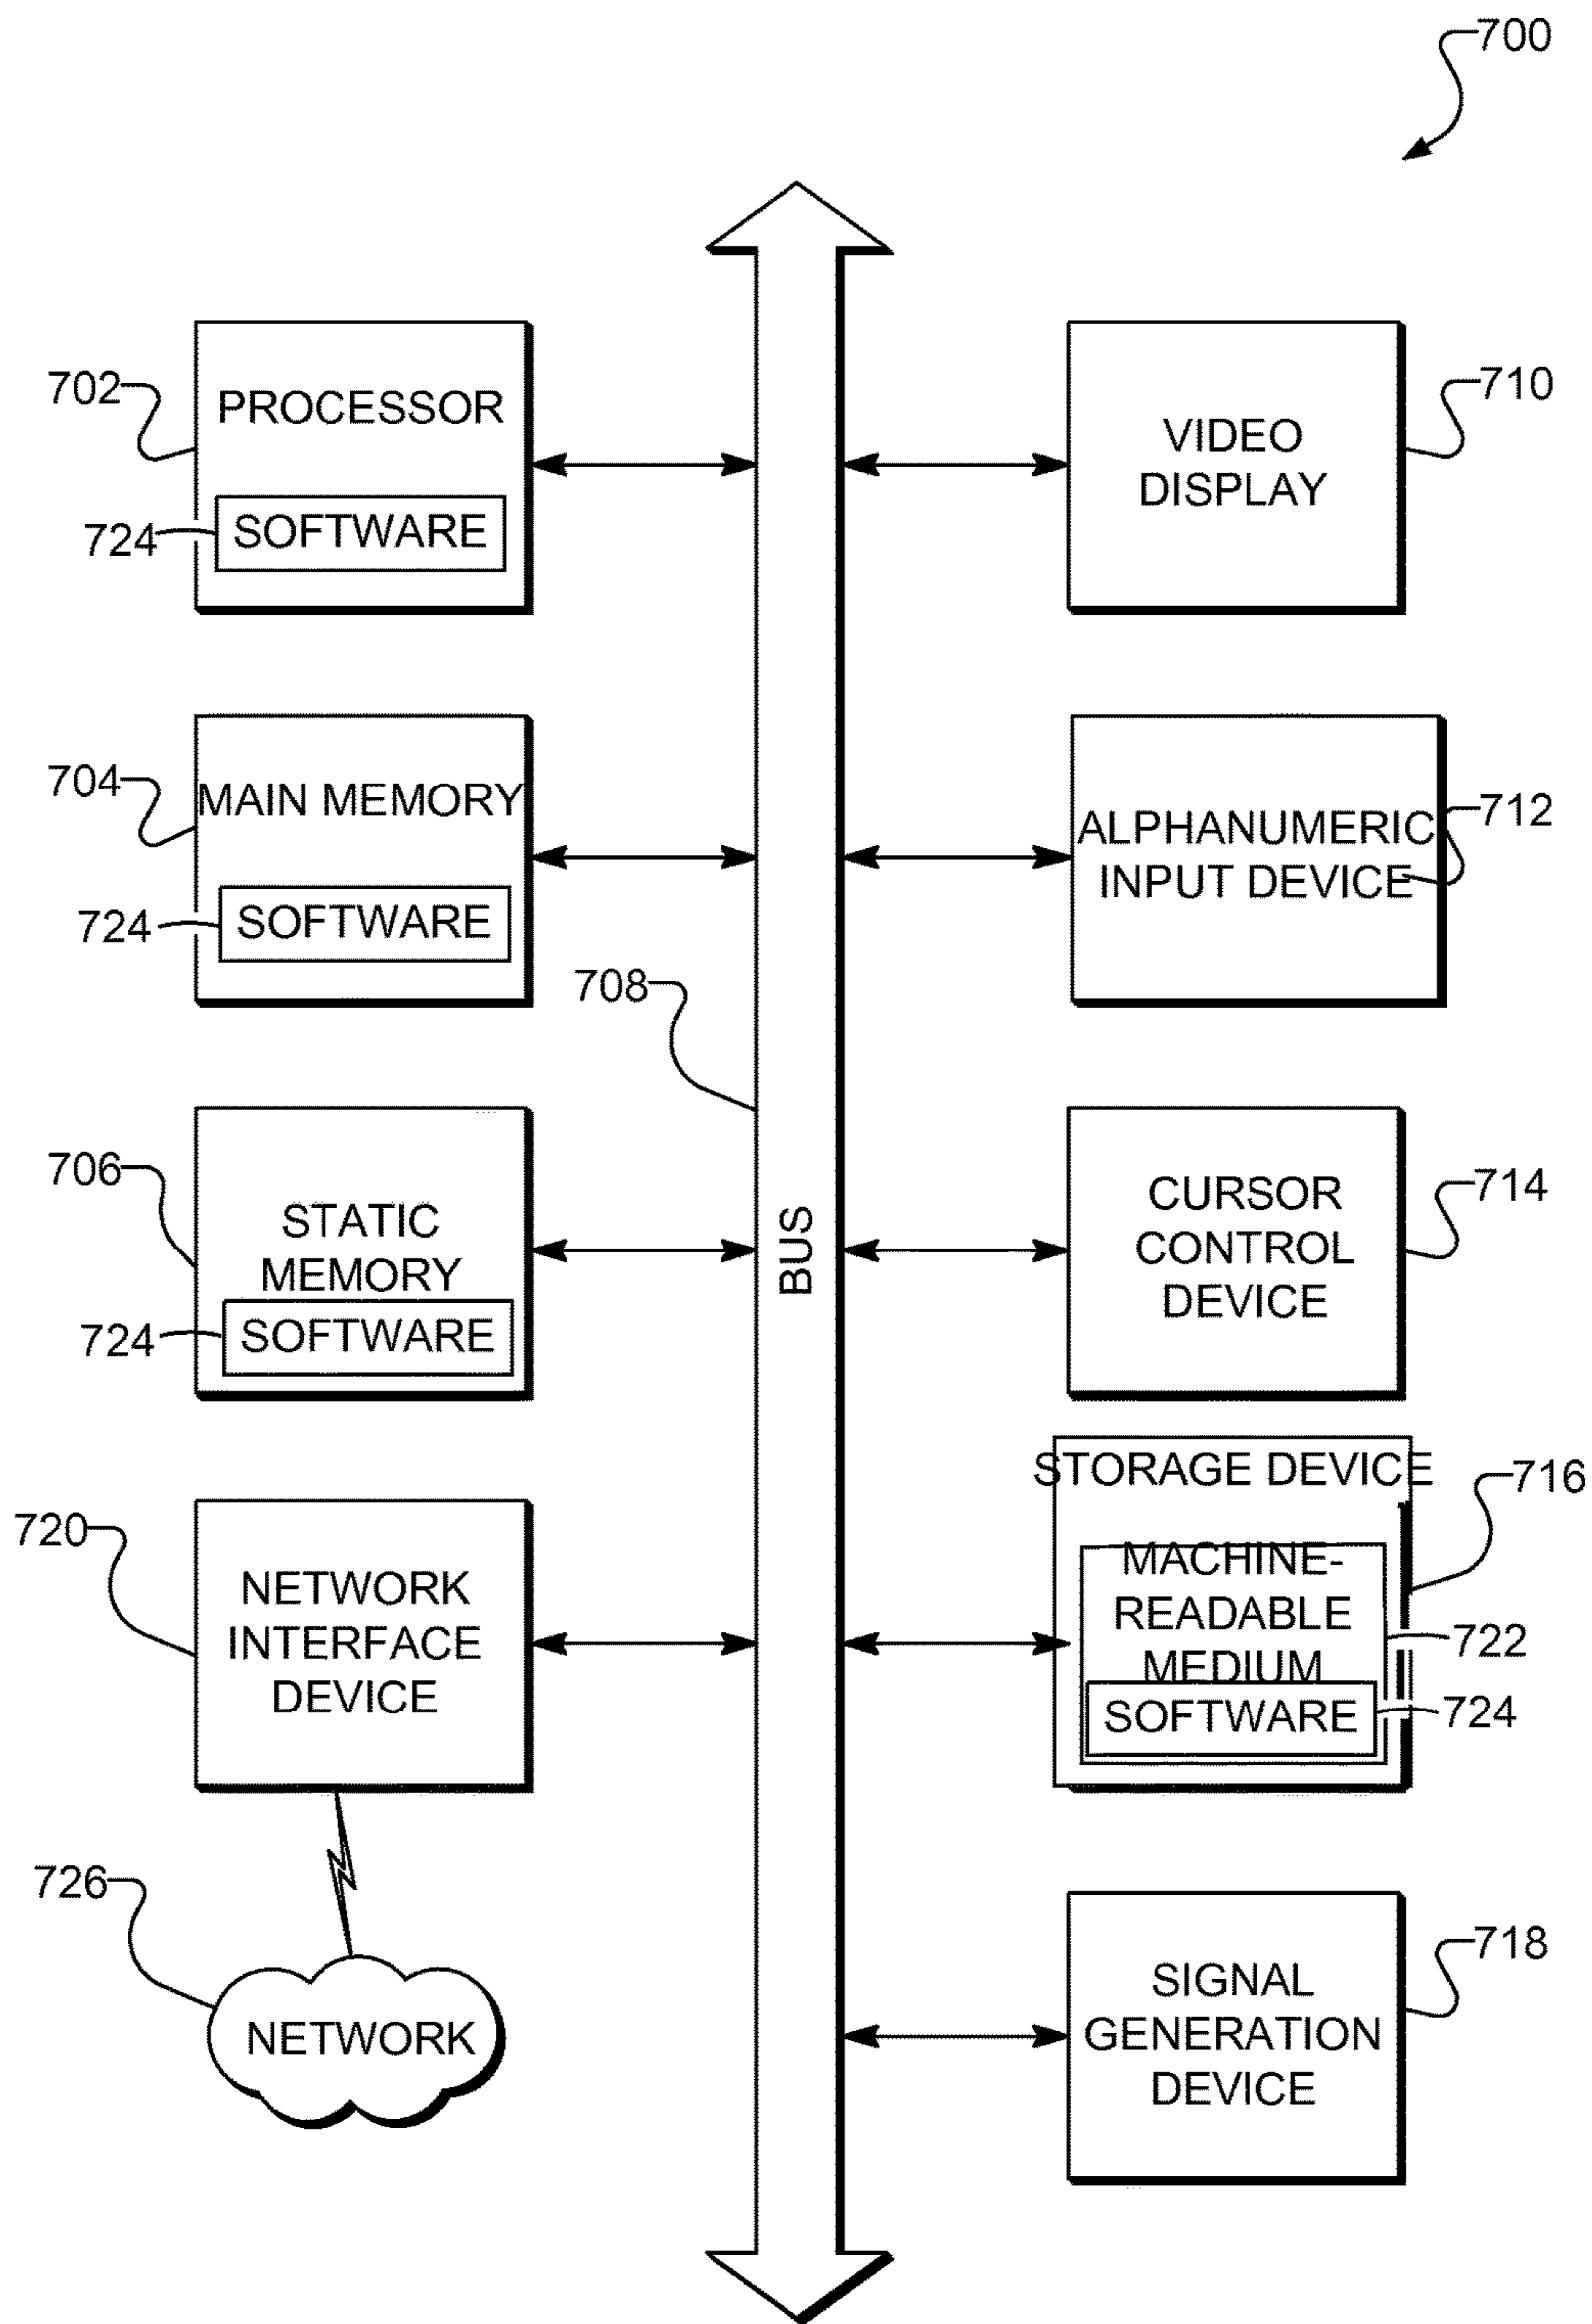 700
702
PROCESSOR
724
SOFTWARE
710
VIDEO
DISPLAY
704
MAIN MEMORY
724
SOFTWARE
712
ALPHANUMERIC
INPUT DEVICE
708
BUS
706
STATIC
MEMORY
724
SOFTWARE
714
CURSOR
CONTROL
DEVICE
720
NETWORK
INTERFACE
DEVICE
STORAGE DEVICE
716
MACHINE-
READABLE
MEDIUM
722
SOFTWARE
724
726
NETWORK
718
SIGNAL
GENERATION
DEVICE